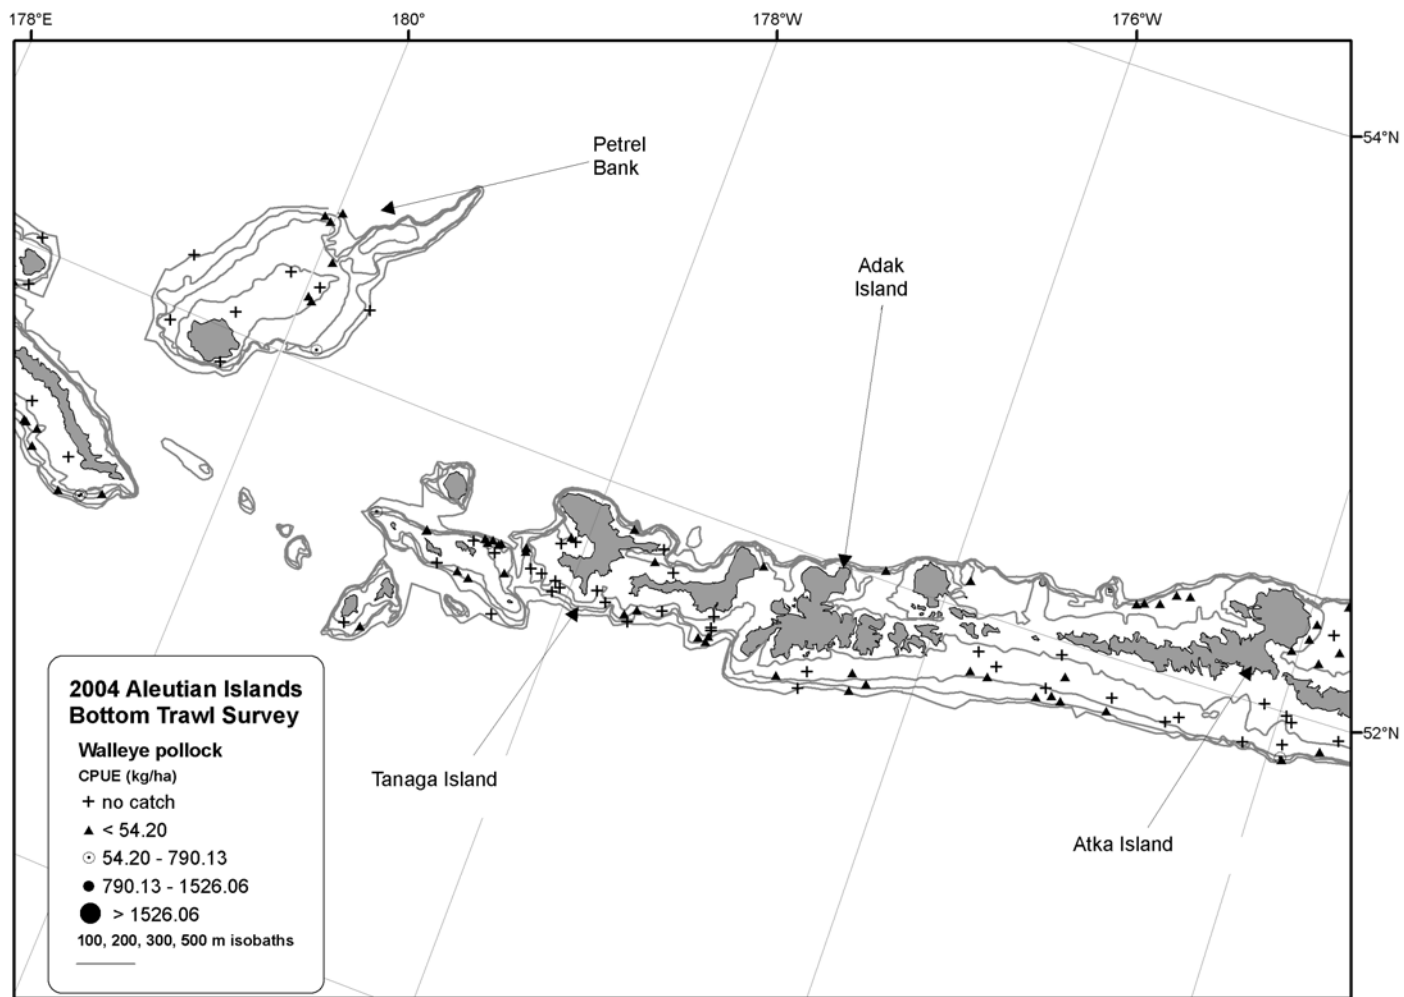 178°E
180°
178°W
176°W
54°N
Petrel
Bank
Adak
Island
2004 Aleutian Islands
Bottom Trawl Survey
Walleye pollock
CPUE (kg/ha)
no catch
< 54.20
54.20 - 790.13
790.13 - 1526.06
> 1526.06
100, 200, 300, 500 m isobaths
Tanaga Island
52°N
Atka Island